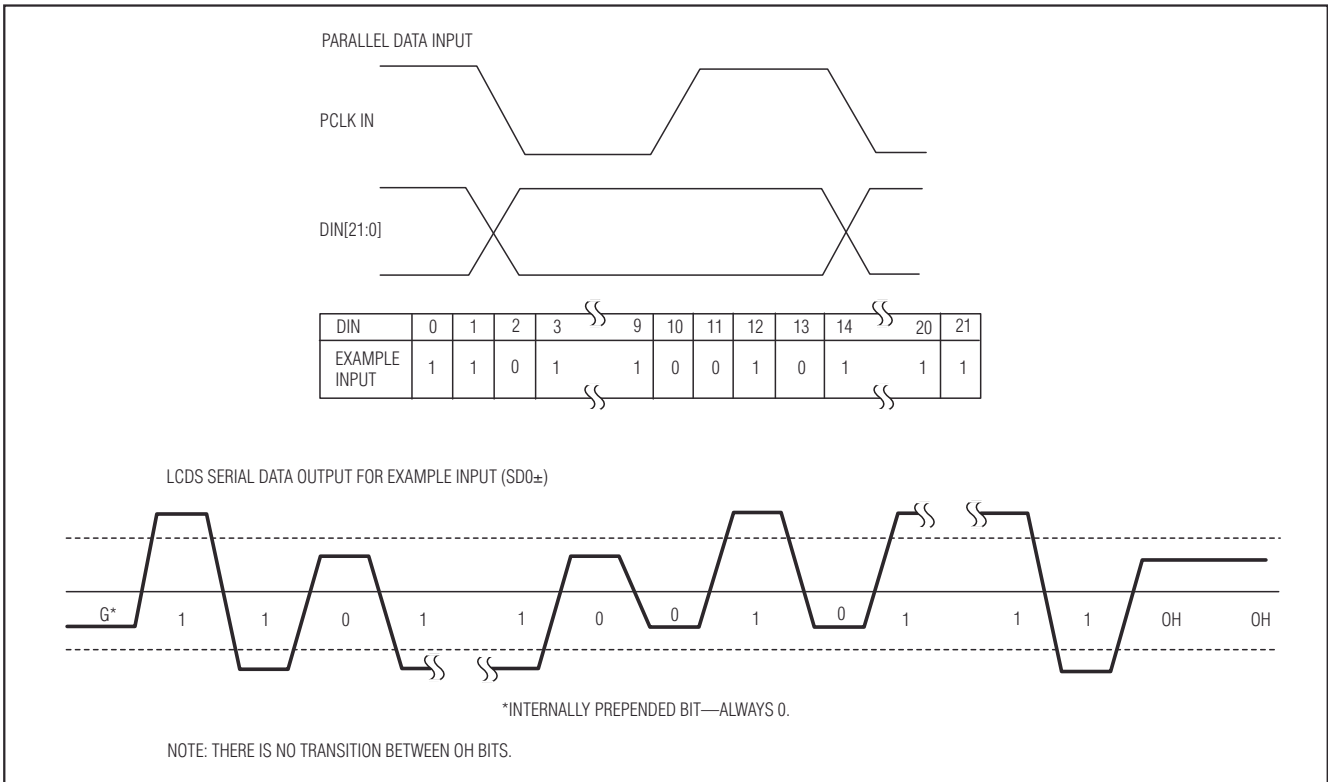 PARALLEL DATA INPUT
PCLK IN
DIN[21:0]
DIN 0 1 2 3 9 10 11 12 13 14 20 21
EXAMPLE INPUT 1 1 0 1 1 0 0 1 0 1 1 1
LCDS SERIAL DATA OUTPUT FOR EXAMPLE INPUT (SD0±)
G* 1 1 0 1 1 0 0 1 0 1 1 1 OH OH
*INTERNALLY PREPENDED BIT—ALWAYS 0.
NOTE: THERE IS NO TRANSITION BETWEEN OH BITS.